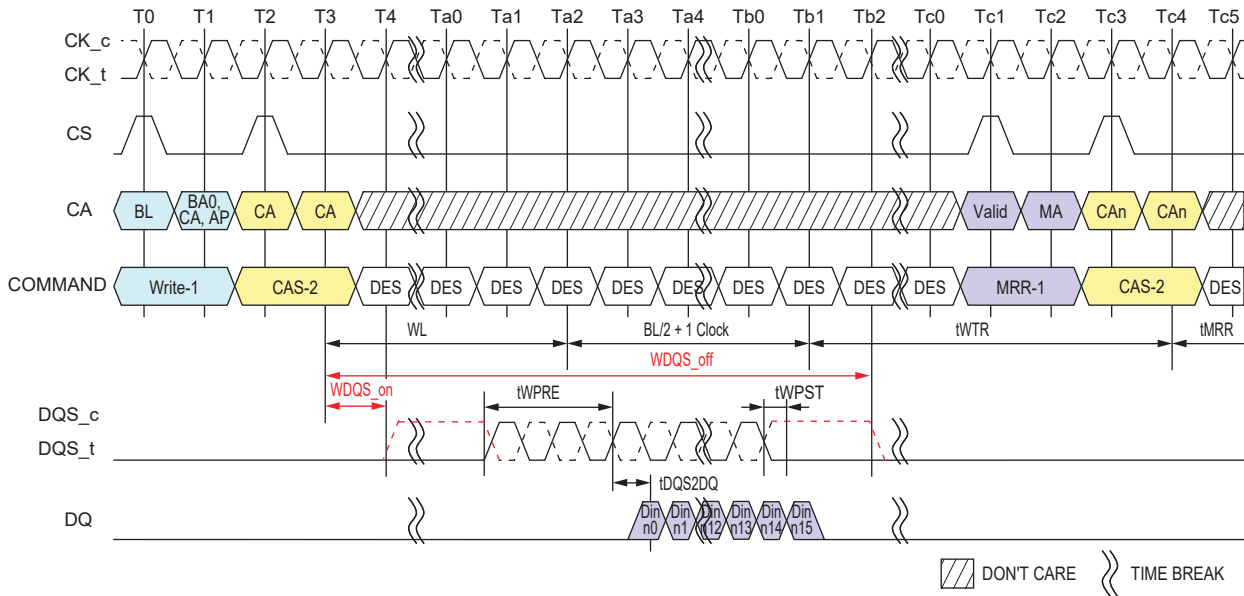 T0 T1 T2 T3 T4 Ta0 Ta1 Ta2 Ta3 Ta4 Tb0 Tb1 Tb2 Tc0 Tc1 Tc2 Tc3 Tc4 Tc5
CK_c
CK_t
CS
CA BL BA0, CA, AP CA CA Valid MA CAn CAn
COMMAND Write-1 CAS-2 DES DES DES DES DES DES DES DES DES DES MRR-1 CAS-2 DES
WL BL/2 + 1 Clock tWTR tMRR
WDQS_off
WDQS_on tWPRE tWPST
DQS_c
DQS_t
tDQS2DQ
DQ Din n0 Din n1 Din n12 Din n13 Din n14 Din n15
DON'T CARE TIME BREAK